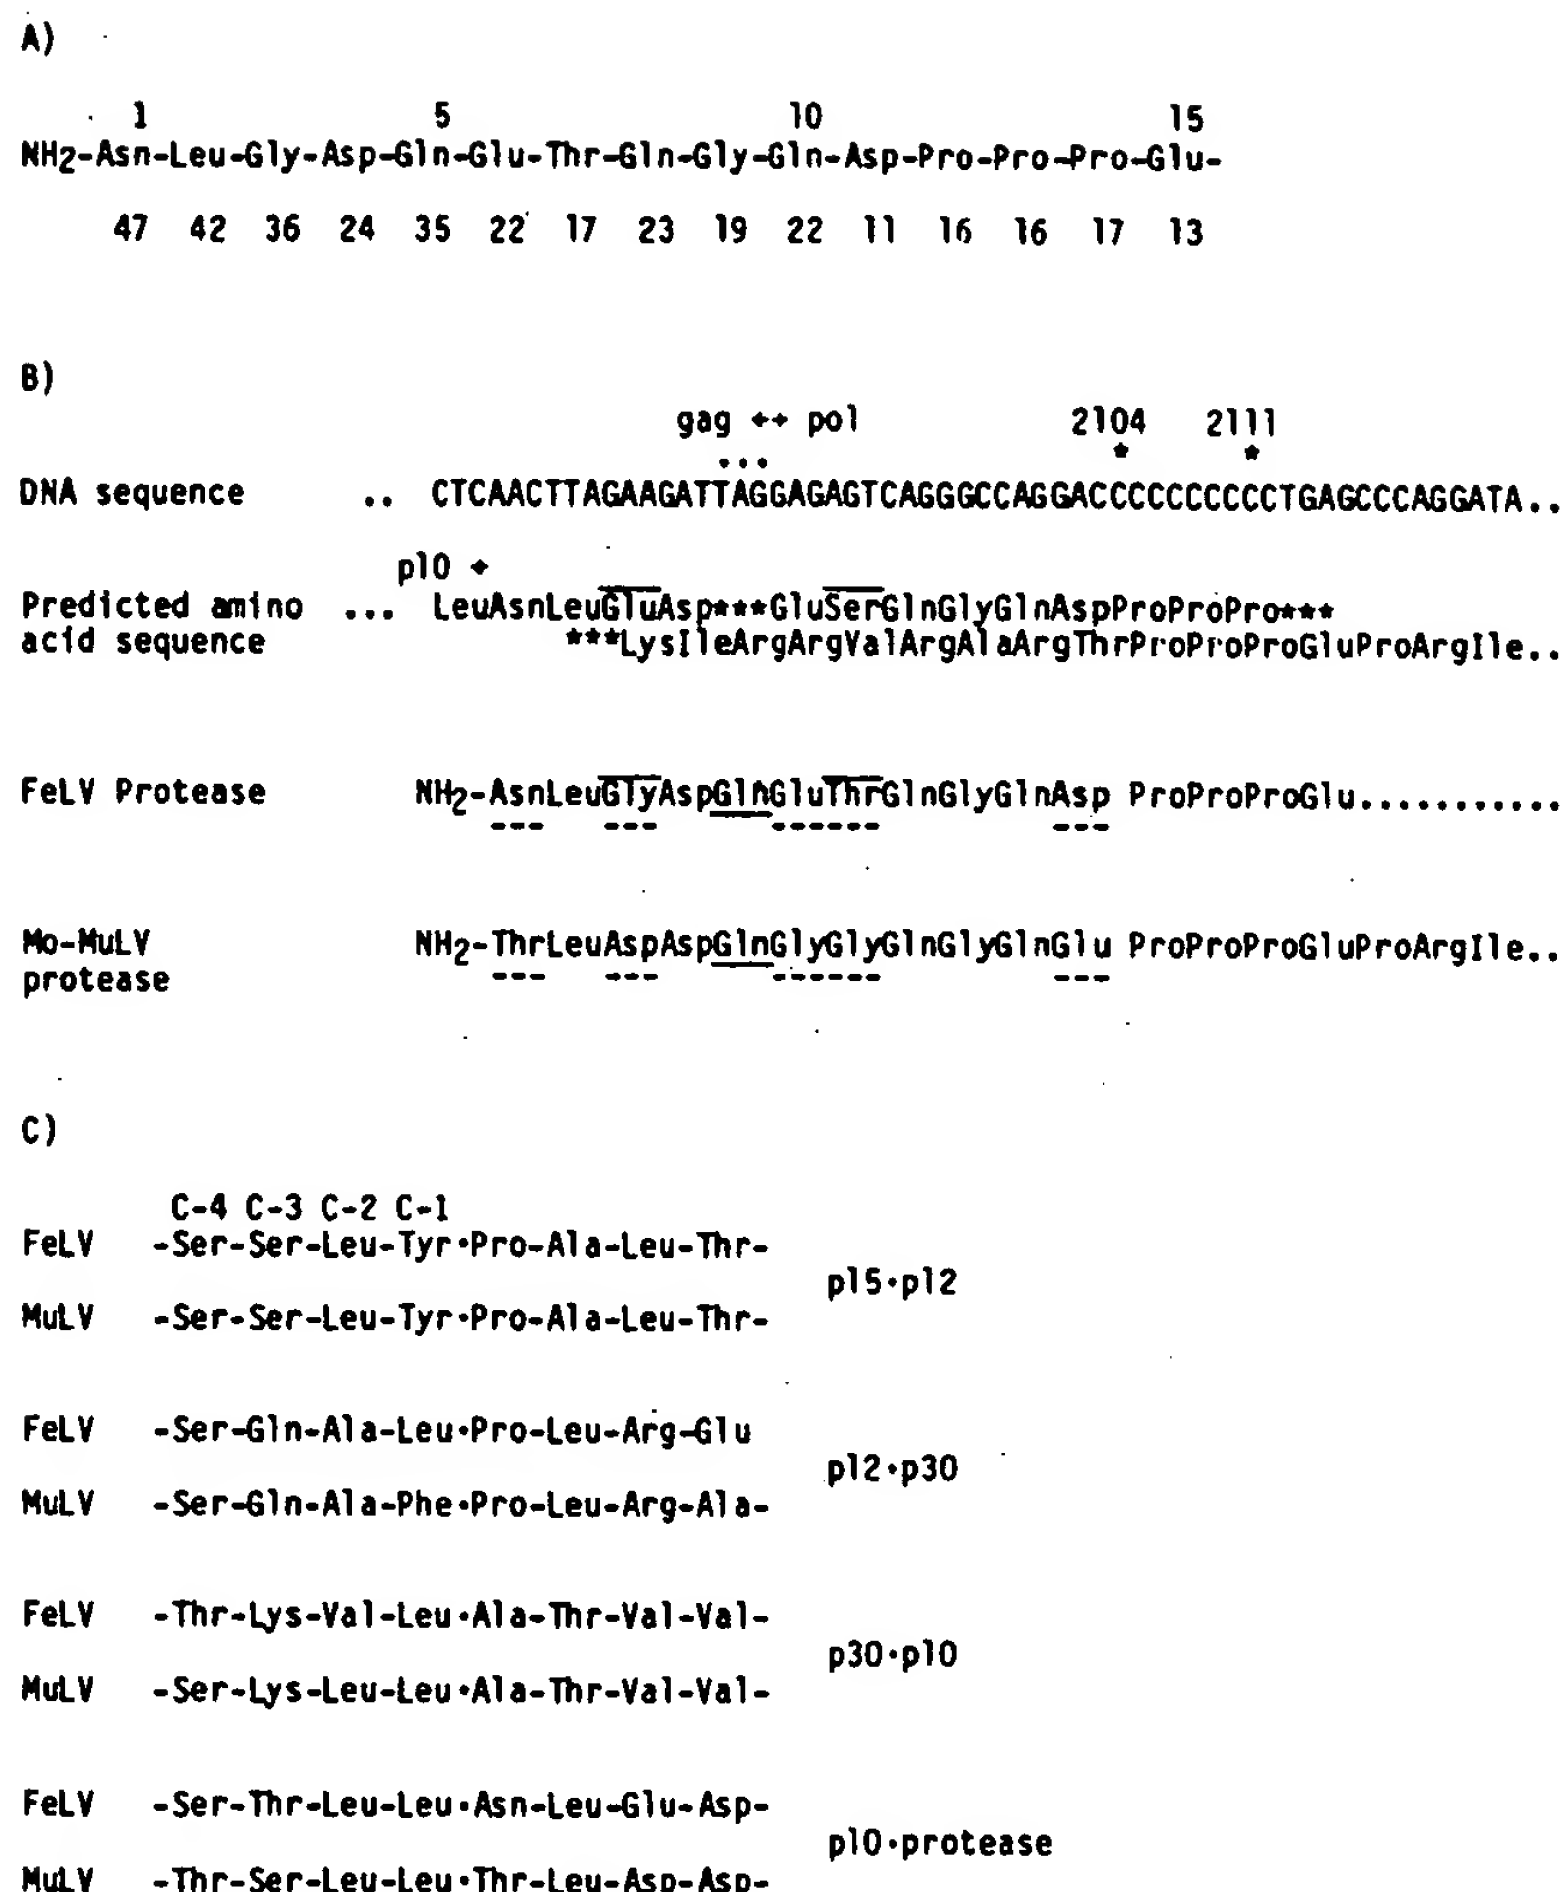 A)
1 5 10 15
NH2-Asn-Leu-Gly-Asp-Gln-Glu-Thr-Gln-Gly-Gln-Asp-Pro-Pro-Pro-Glu-
47 42 36 24 35 22 17 23 19 22 11 16 16 17 13
B)
gag ↔ pol 2104 2111
* *
DNA sequence .. CTCAACTTAGAAGATTAGGAGAGTCAGGGCCAGGACCCCCCCCCCTGAGCCCAGGATA..
p10 ←
Predicted amino ... LeuAsnLeuGluAsp***GluSerGlnGlyGlnAspProProPro***
acid sequence ***LysIleArgArgValArgAlaArgThrProProProGluProArgIle..
FeLV Protease NH2-AsnLeuGlyAspGlnGluThrGlnGlyGlnAsp ProProProGlu...........
Mo-MuLV NH2-ThrLeuAspAspGlnGlyGlyGlnGlyGlnGlu ProProProGluProArgIle..
protease
C)
C-4 C-3 C-2 C-1
FeLV -Ser-Ser-Leu-Tyr·Pro-Ala-Leu-Thr-
p15·p12
MuLV -Ser-Ser-Leu-Tyr·Pro-Ala-Leu-Thr-
FeLV -Ser-Gln-Ala-Leu·Pro-Leu-Arg-Glu
p12·p30
MuLV -Ser-Gln-Ala-Phe·Pro-Leu-Arg-Ala-
FeLV -Thr-Lys-Val-Leu·Ala-Thr-Val-Val-
p30·p10
MuLV -Ser-Lys-Leu-Leu·Ala-Thr-Val-Val-
FeLV -Ser-Thr-Leu-Leu·Asn-Leu-Glu-Asp-
p10·protease
MuLV -Thr-Ser-Leu-Leu·Thr-Leu-Asp-Asp-